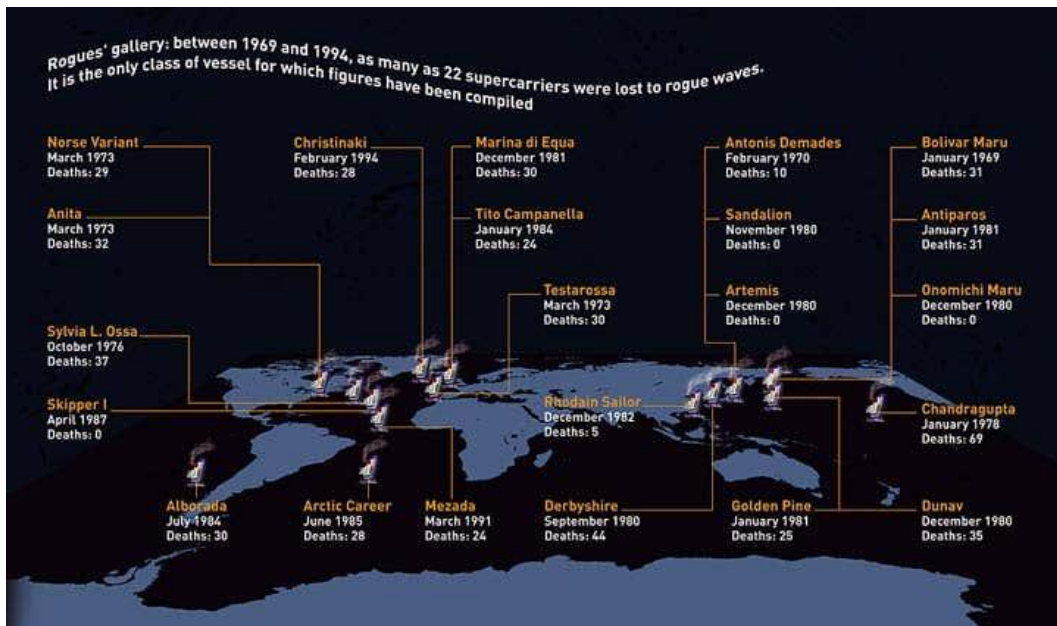 Rogues' gallery: between 1969 and 1994, as many as 22 supercarriers were lost to rogue waves.
It is the only class of vessel for which figures have been compiled
Norse Variant
March 1973
Deaths: 29
Christinaki
February 1994
Deaths: 28
Marina di Equa
December 1981
Deaths: 30
Antonis Demades
February 1970
Deaths: 10
Bolivar Maru
January 1969
Deaths: 31
Anita
March 1973
Deaths: 32
Tito Campanella
January 1984
Deaths: 24
Sandalion
November 1980
Deaths: 0
Antiparos
January 1981
Deaths: 31
Testarossa
March 1973
Deaths: 30
Artemis
December 1980
Deaths: 0
Onomichi Maru
December 1980
Deaths: 0
Sylvia L. Ossa
October 1976
Deaths: 37
Skipper I
April 1987
Deaths: 0
Rhodain Sailor
December 1982
Deaths: 5
Chandragupta
January 1978
Deaths: 69
Alborada
July 1984
Deaths: 30
Arctic Career
June 1985
Deaths: 28
Mezada
March 1991
Deaths: 24
Derbyshire
September 1980
Deaths: 44
Golden Pine
January 1981
Deaths: 25
Dunav
December 1980
Deaths: 35